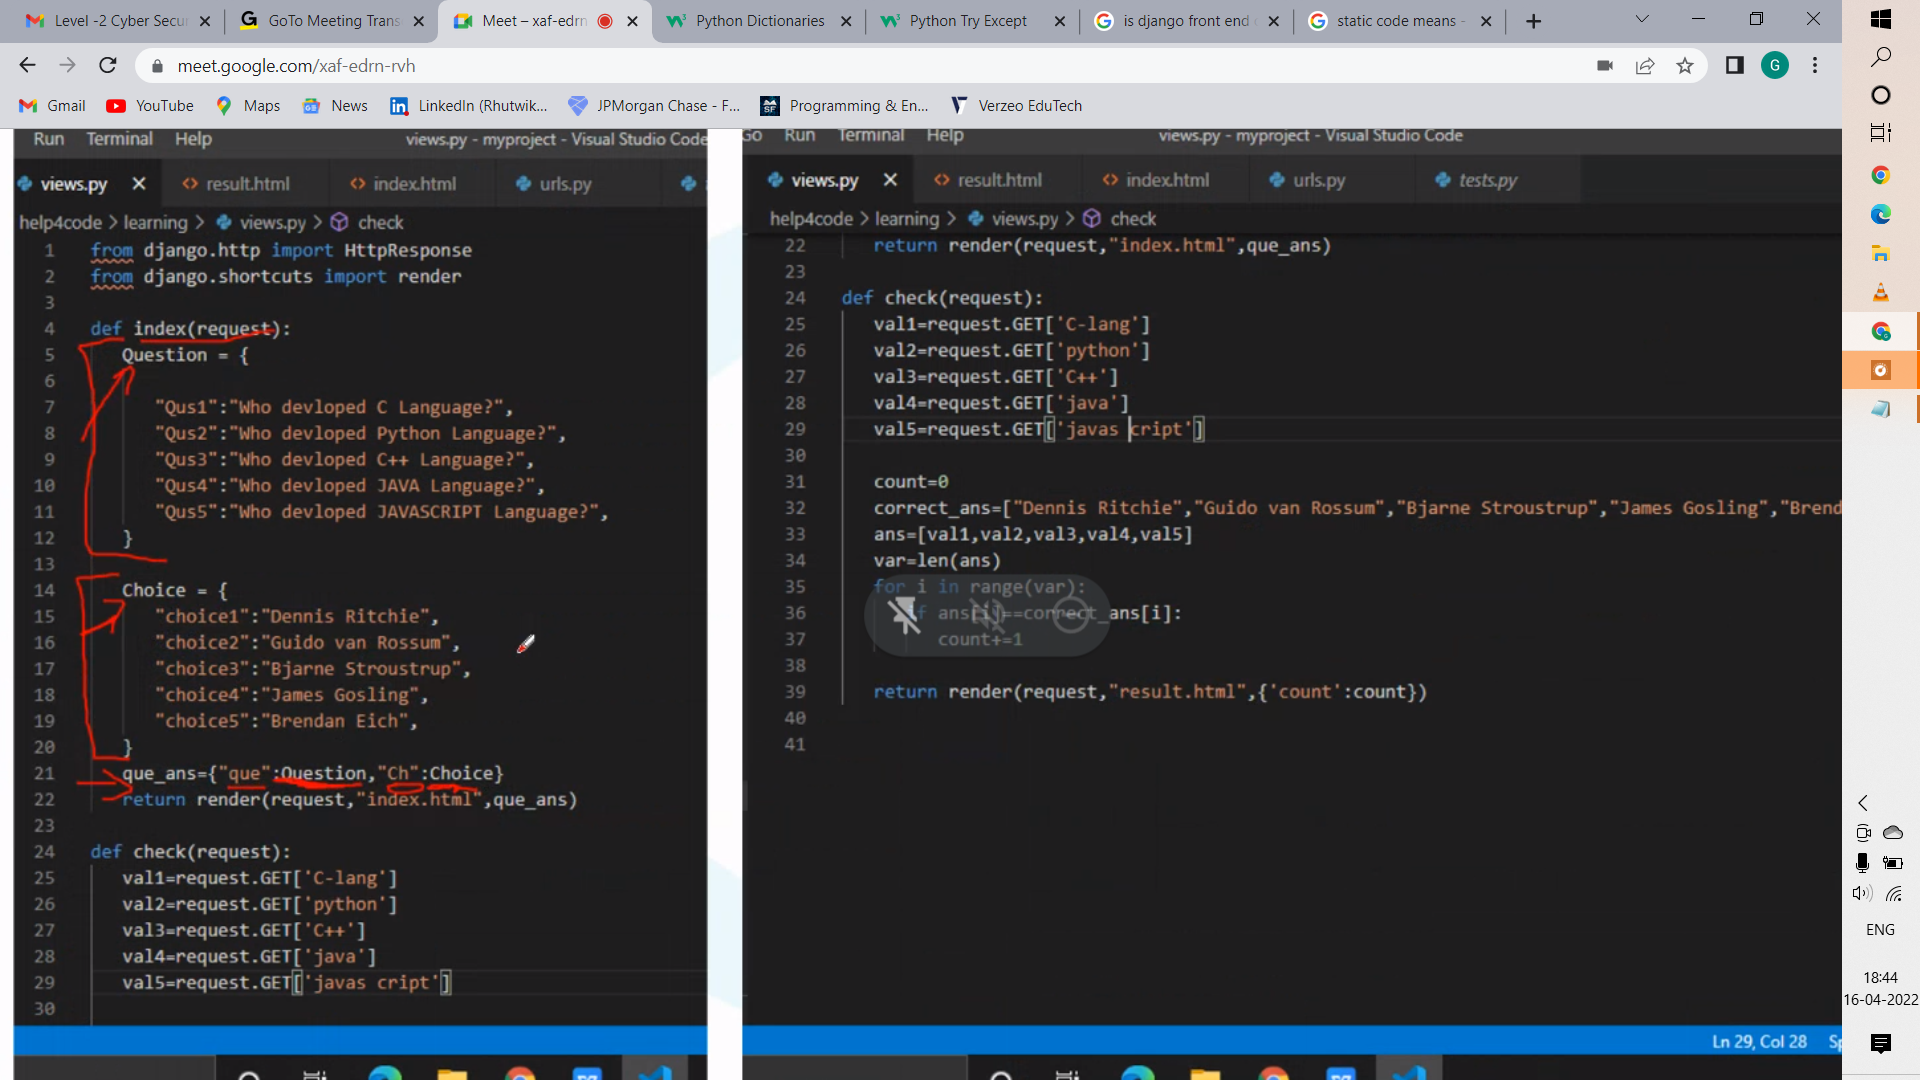 Level -2 Cyber Secu
GoTo Meeting Trans
Meet – xaf-edrn
Python Dictionaries
Python Try Except
is django front end
static code means -
meet.google.com/xaf-edrn-rvh
G
Gmail
YouTube
Maps
News
LinkedIn (Rhutwik...
JPMorgan Chase - F...
Programming & En...
Verzeo EduTech
Run Terminal Help views.py - myproject - Visual Studio Code
views.py
result.html
index.html
urls.py
help4code > learning > views.py > check
1 from django.http import HttpResponse
2 from django.shortcuts import render
3
4 def index(request):
5 Question = {
6
7 "Qus1":"Who devloped C Language?",
8 "Qus2":"Who devloped Python Language?",
9 "Qus3":"Who devloped C++ Language?",
10 "Qus4":"Who devloped JAVA Language?",
11 "Qus5":"Who devloped JAVASCRIPT Language?",
12 }
13
14 Choice = {
15 "choice1":"Dennis Ritchie",
16 "choice2":"Guido van Rossum",
17 "choice3":"Bjarne Stroustrup",
18 "choice4":"James Gosling",
19 "choice5":"Brendan Eich",
20 }
21 que_ans={"que":Question,"Ch":Choice}
22 return render(request,"index.html",que_ans)
23
24 def check(request):
25 val1=request.GET['C-lang']
26 val2=request.GET['python']
27 val3=request.GET['C++']
28 val4=request.GET['java']
29 val5=request.GET['javas cript']
30
Go Run Terminal Help views.py - myproject - Visual Studio Code
views.py
result.html
index.html
urls.py
tests.py
help4code > learning > views.py > check
22 return render(request,"index.html",que_ans)
23
24 def check(request):
25 val1=request.GET['C-lang']
26 val2=request.GET['python']
27 val3=request.GET['C++']
28 val4=request.GET['java']
29 val5=request.GET['javas cript']
30
31 count=0
32 correct_ans=["Dennis Ritchie","Guido van Rossum","Bjarne Stroustrup","James Gosling","Brend
33 ans=[val1,val2,val3,val4,val5]
34 var=len(ans)
35 for i in range(var):
36 if ans[i]==correct_ans[i]:
37 count+=1
38
39 return render(request,"result.html",{'count':count})
40
41
Ln 29, Col 28 Sp
ENG
18:44
16-04-2022